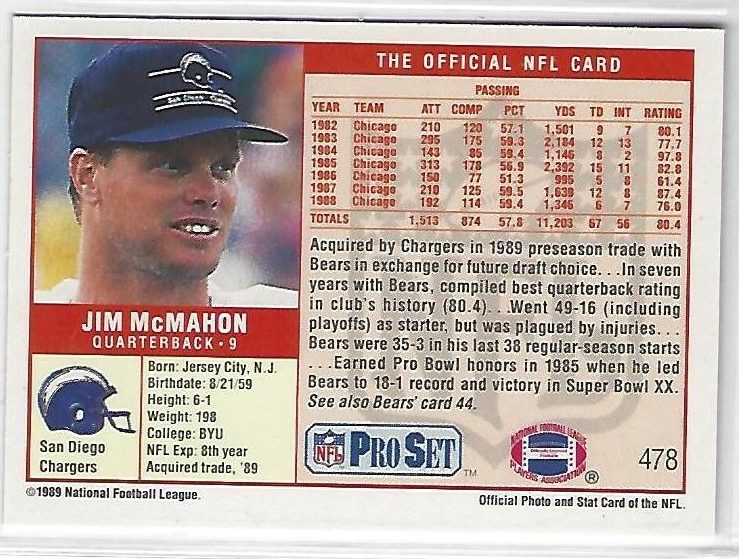 San Diego Chargers
THE OFFICIAL NFL CARD
PASSING
YEAR TEAM ATT COMP PCT YDS TD INT RATING
1982 Chicago 210 120 57.1 1,501 9 7 80.1
1983 Chicago 295 175 59.3 2,184 12 13 77.7
1984 Chicago 143 85 59.4 1,146 8 2 97.8
1985 Chicago 313 178 56.9 2,392 15 11 82.8
1986 Chicago 150 77 51.3 995 5 8 61.4
1987 Chicago 210 125 59.5 1,639 12 8 87.4
1988 Chicago 192 114 59.4 1,346 6 7 76.0
TOTALS 1,513 874 57.8 11,203 67 56 80.4
Acquired by Chargers in 1989 preseason trade with
Bears in exchange for future draft choice. . .In seven
years with Bears, compiled best quarterback rating
in club's history (80.4). . .Went 49-16 (including
playoffs) as starter, but was plagued by injuries. . .
Bears were 35-3 in his last 38 regular-season starts
. . .Earned Pro Bowl honors in 1985 when he led
Bears to 18-1 record and victory in Super Bowl XX.
See also Bears' card 44.
JIM McMAHON
QUARTERBACK • 9
San Diego
Chargers
Born: Jersey City, N.J.
Birthdate: 8/21/59
Height: 6-1
Weight: 198
College: BYU
NFL Exp: 8th year
Acquired trade, '89
NFL PRO SET TM
NATIONAL FOOTBALL LEAGUE
PLAYERS ASSOCIATION ®
478
©1989 National Football League.
Official Photo and Stat Card of the NFL.